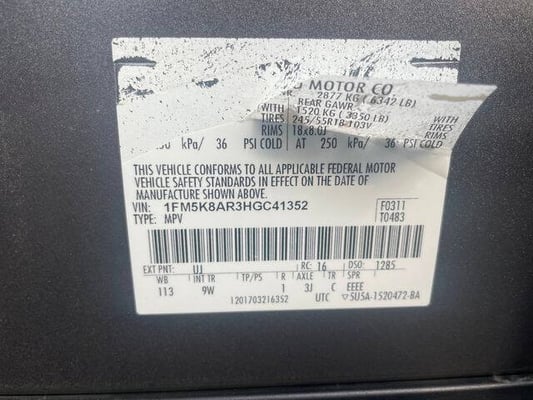 MOTOR CO.
2877 KG ( 6342 LB)
REAR GAWR
1520 KG ( 3350 LB)
WITH TIRES 245/55R18 103V WITH TIRES
RIMS 18x8.0J RIMS
kPa/ 36 PSI COLD AT 250 kPa/ 36 PSI COLD
THIS VEHICLE CONFORMS TO ALL APPLICABLE FEDERAL MOTOR
VEHICLE SAFETY STANDARDS IN EFFECT ON THE DATE OF
MANUFACTURE SHOWN ABOVE.
VIN: 1FM5K8AR3HGC41352 F0311
TYPE: MPV T0483
EXT PNT: UJ RC: 16 DSO: 1285
WB INT TR TP/PS R AXLE TR SPR
113 9W 1 3J C EEEE
1201703216352 UTC ▽5U5A-1520472-BA